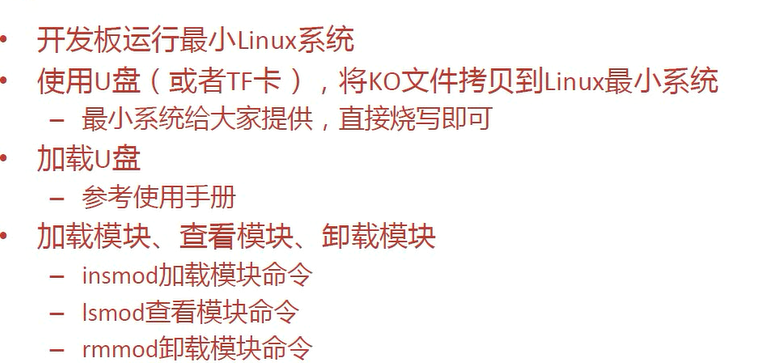 • 开发板运行最小Linux系统
• 使用U盘（或者TF卡），将KO文件拷贝到Linux最小系统
– 最小系统给大家提供，直接烧写即可
• 加载U盘
– 参考使用手册
• 加载模块、查看模块、卸载模块
– insmod加载模块命令
– lsmod查看模块命令
– rmmod卸载模块命令